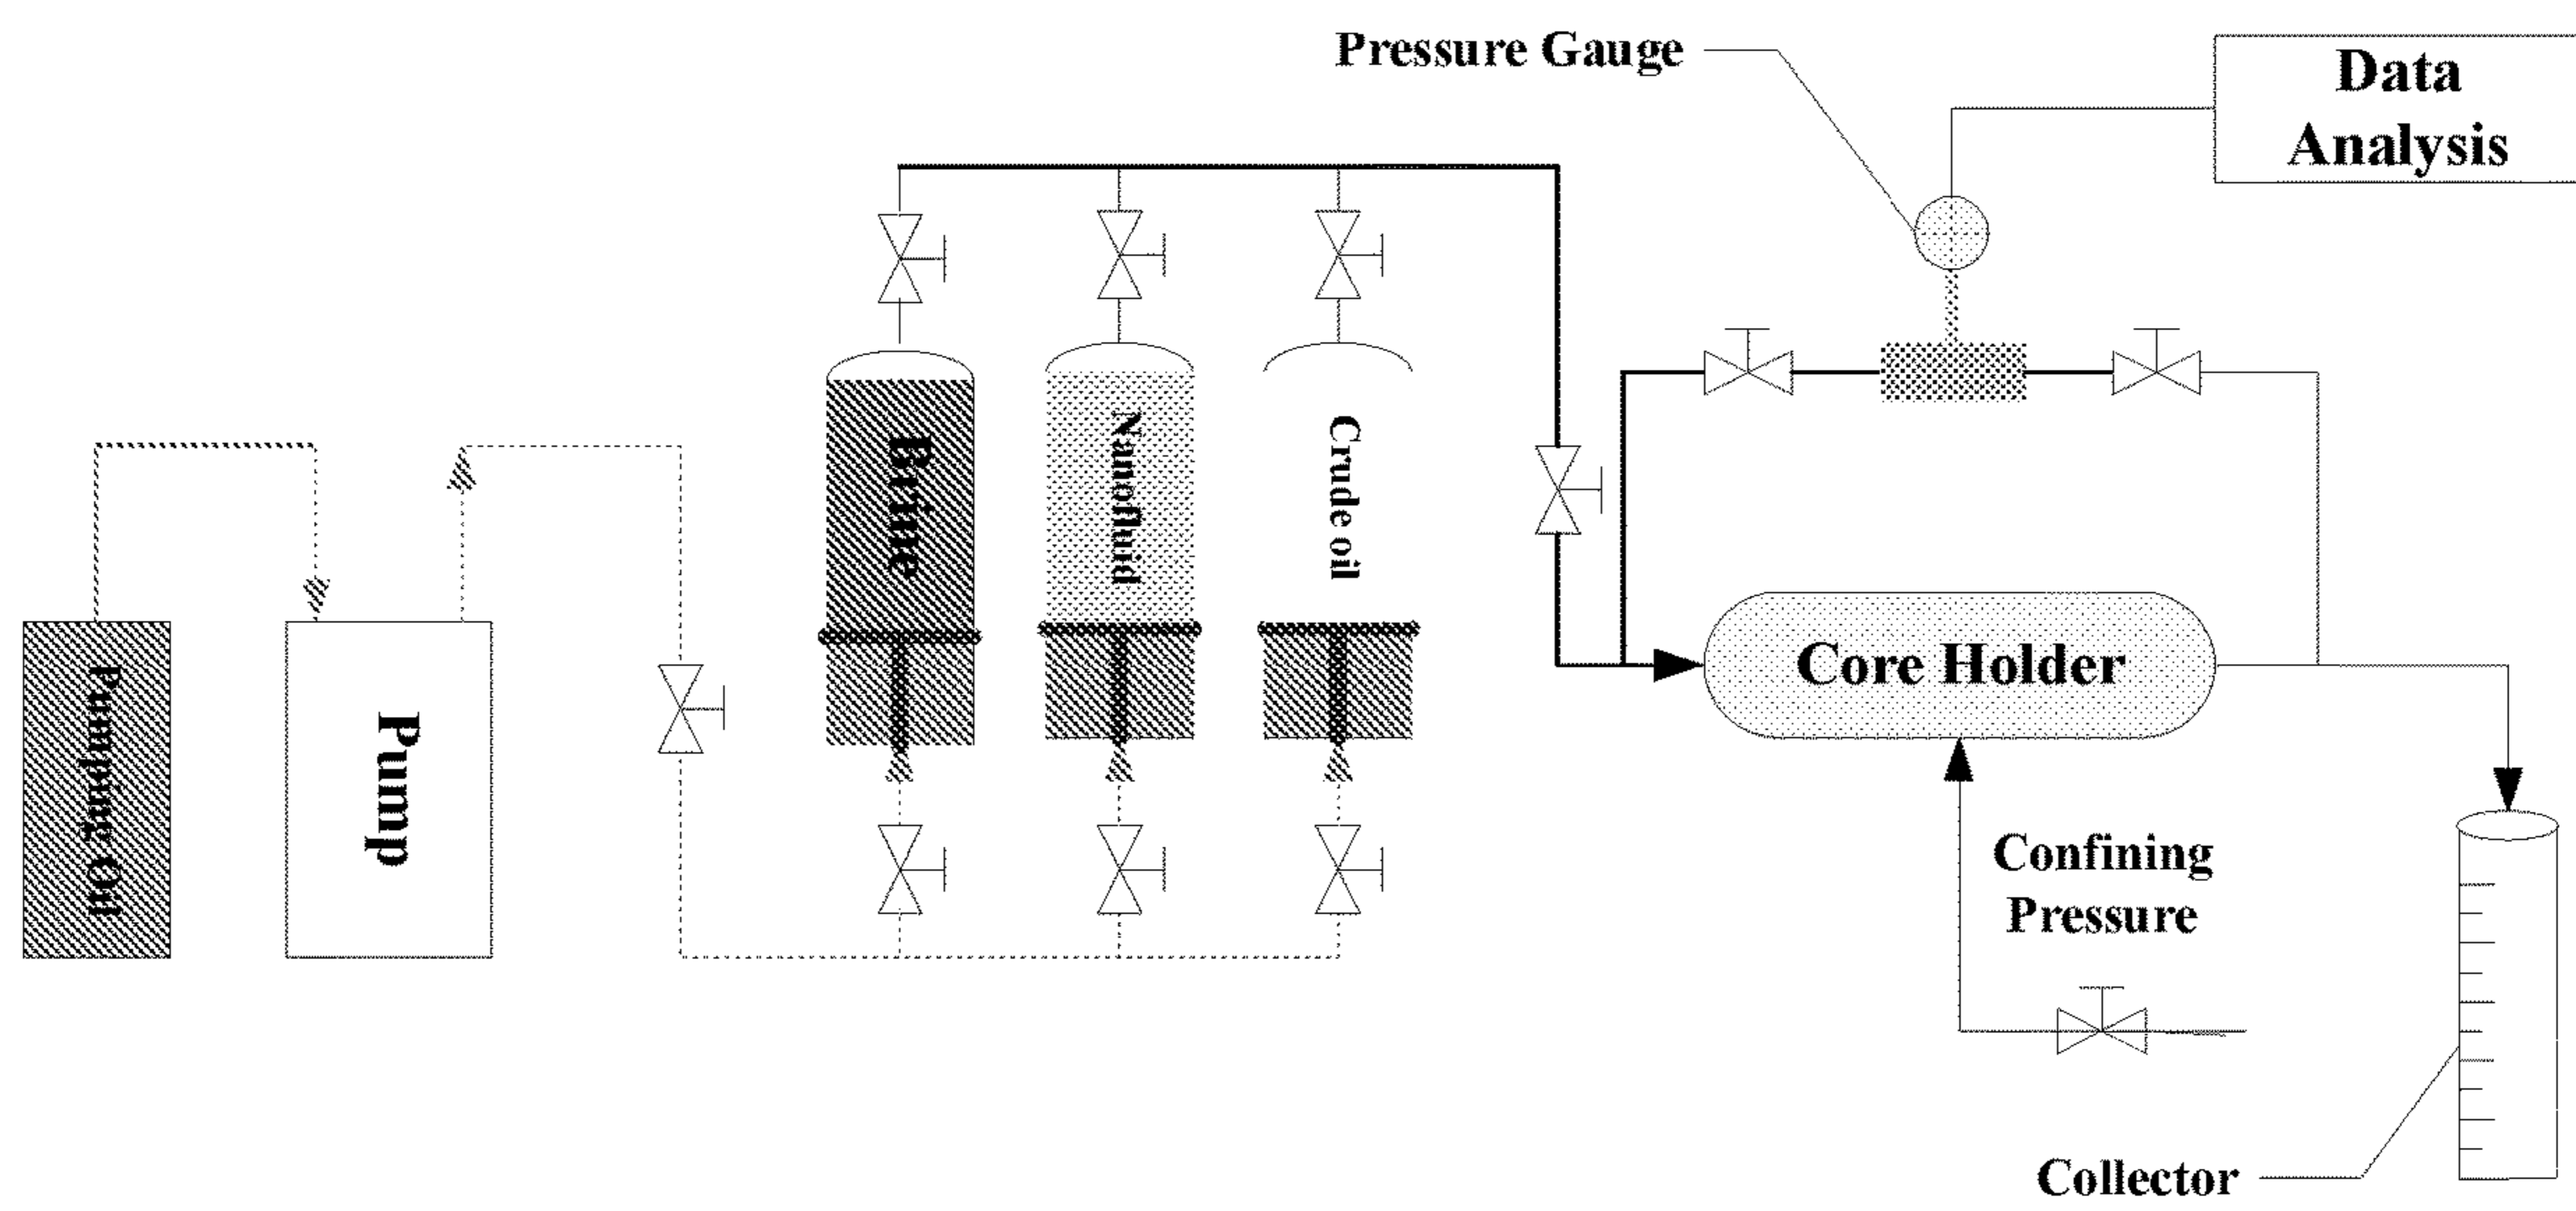 Pressure Gauge
Data
Analysis
Brine
Nanofluid
Crude oil
Pumping Oil
Pump
Core Holder
Confining
Pressure
Collector